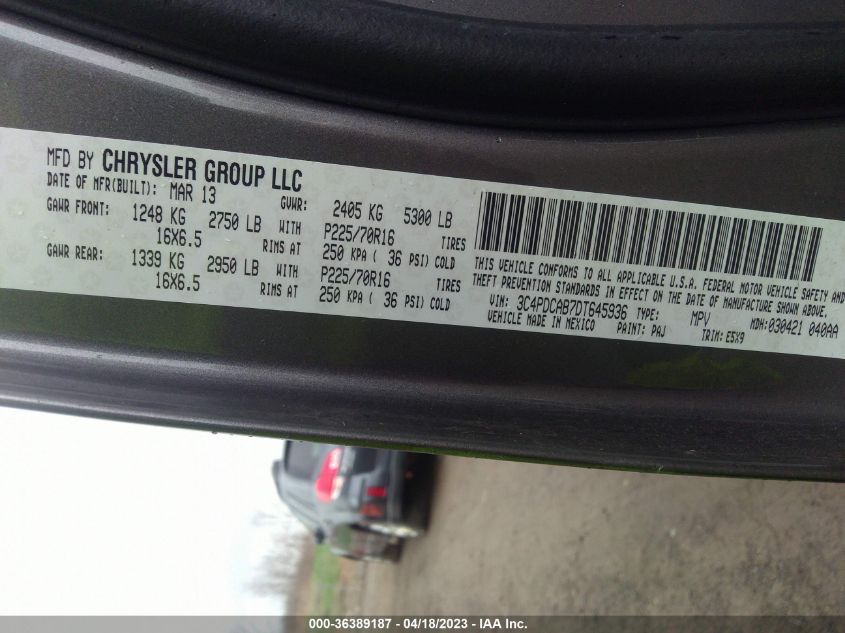 MFD BY CHRYSLER GROUP LLC
DATE OF MFR(BUILT): MAR 13 GVWR: 2405 KG 5300 LB
GAWR FRONT: 1248 KG 2750 LB WITH P225/70R16 TIRES
16X6.5 RIMS AT 250 KPA ( 36 PSI) COLD
GAWR REAR: 1339 KG 2950 LB WITH P225/70R16 TIRES
16X6.5 RIMS AT 250 KPA ( 36 PSI) COLD
THIS VEHICLE CONFORMS TO ALL APPLICABLE U.S.A. FEDERAL MOTOR VEHICLE SAFETY AND
THEFT PREVENTION STANDARDS IN EFFECT ON THE DATE OF MANUFACTURE SHOWN ABOVE.
VIN: 3C4PDCAB7DT645936 TYPE: MPV MDH:030421 040AA
VEHICLE MADE IN MEXICO PAINT: PAJ TRIM: E5X9
000-36389187 - 04/18/2023 - IAA Inc.